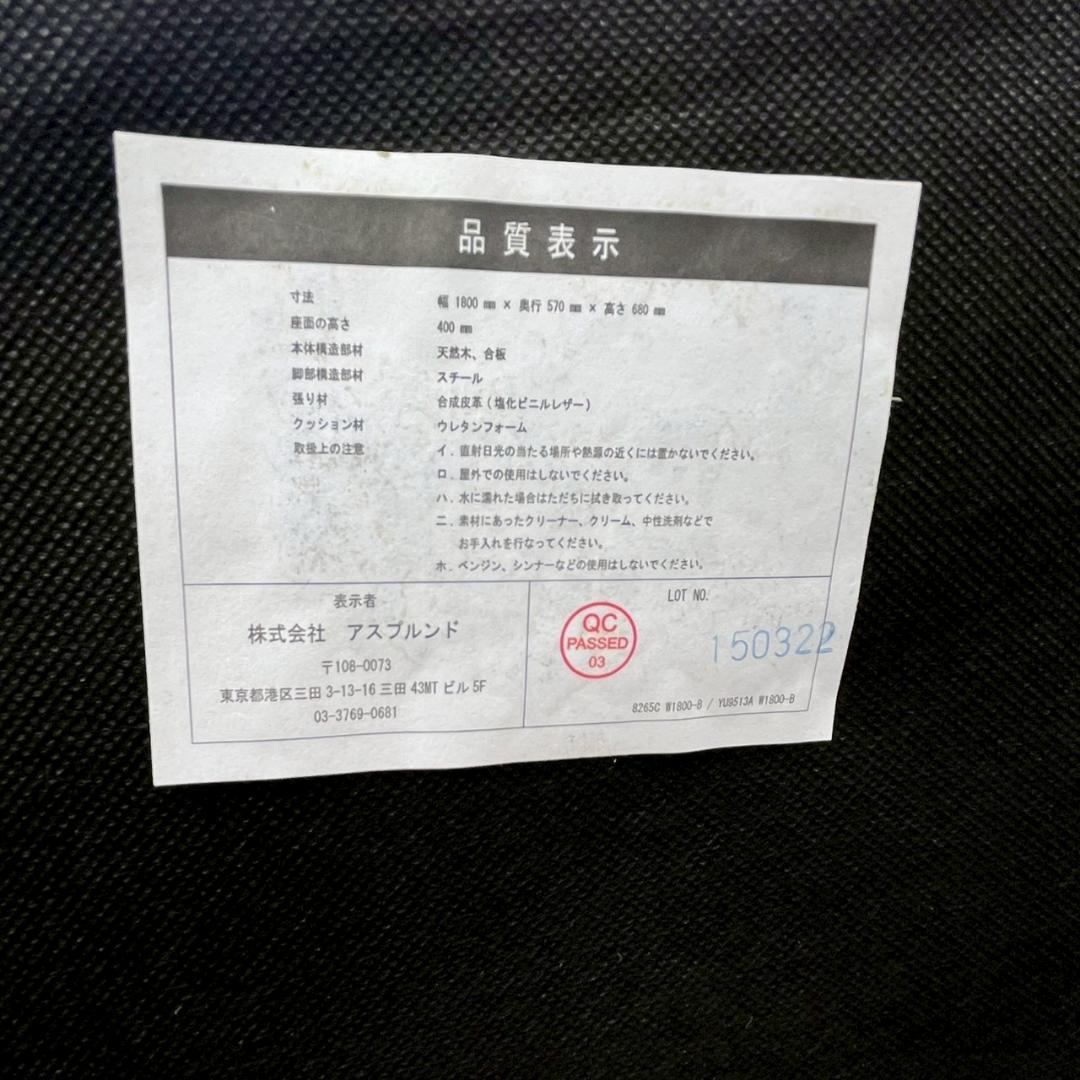 品質表示
寸法 幅 1800 ㎜ × 奥行 570 ㎜ × 高さ 680 ㎜
座面の高さ 400 ㎜
本体構造部材 天然木、合板
脚部構造部材 スチール
張り材 合成皮革(塩化ビニルレザー)
クッション材 ウレタンフォーム
取扱上の注意 イ．直射日光の当たる場所や熱源の近くには置かないでください。
ロ．屋外での使用はしないでください。
ハ．水に濡れた場合はただちに拭き取ってください。
ニ．素材にあったクリーナー、クリーム、中性洗剤などで
お手入れを行なってください。
ホ．ベンジン、シンナーなどの使用はしないでください。
表示者
株式会社 アスプルンド
〒108-0073
東京都港区三田 3-13-16 三田 43MT ビル 5F
03-3769-0681
QC
PASSED
03
LOT NO.
150322
8265C W1800-B / YU9513A W1800-B